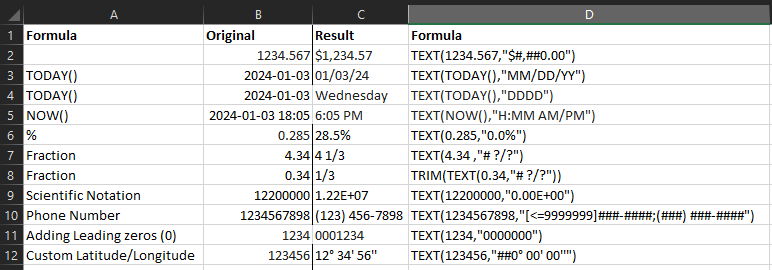 A B C D
1 Formula Original Result Formula
2 1234.567 $1,234.57 TEXT(1234.567,"$#,##0.00")
3 TODAY() 2024-01-03 01/03/24 TEXT(TODAY(),"MM/DD/YY")
4 TODAY() 2024-01-03 Wednesday TEXT(TODAY(),"DDDD")
5 NOW() 2024-01-03 18:05 6:05 PM TEXT(NOW(),"H:MM AM/PM")
6 % 0.285 28.5% TEXT(0.285,"0.0%")
7 Fraction 4.34 4 1/3 TEXT(4.34 ,"# ?/?")
8 Fraction 0.34 1/3 TRIM(TEXT(0.34,"# ?/?"))
9 Scientific Notation 12200000 1.22E+07 TEXT(12200000,"0.00E+00")
10 Phone Number 1234567898 (123) 456-7898 TEXT(1234567898,"[<=9999999]###-####;(###) ###-####")
11 Adding Leading zeros (0) 1234 0001234 TEXT(1234,"0000000")
12 Custom Latitude/Longitude 123456 12° 34' 56'' TEXT(123456,"##0° 00' 00''")